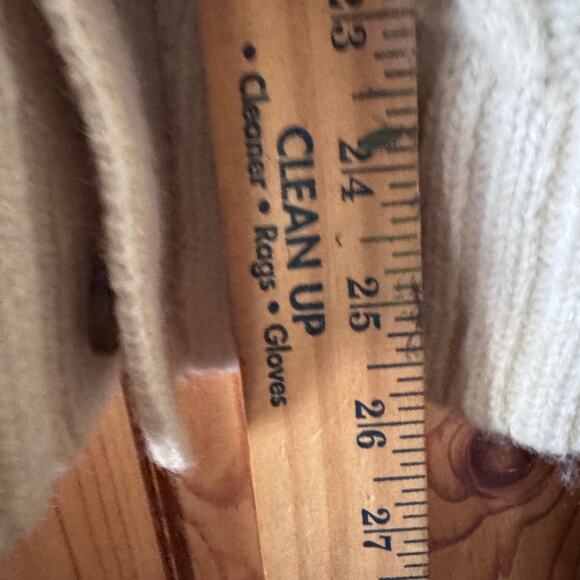 CLEAN UP
• Cleaner • Rags • Gloves
23
24
25
26
27